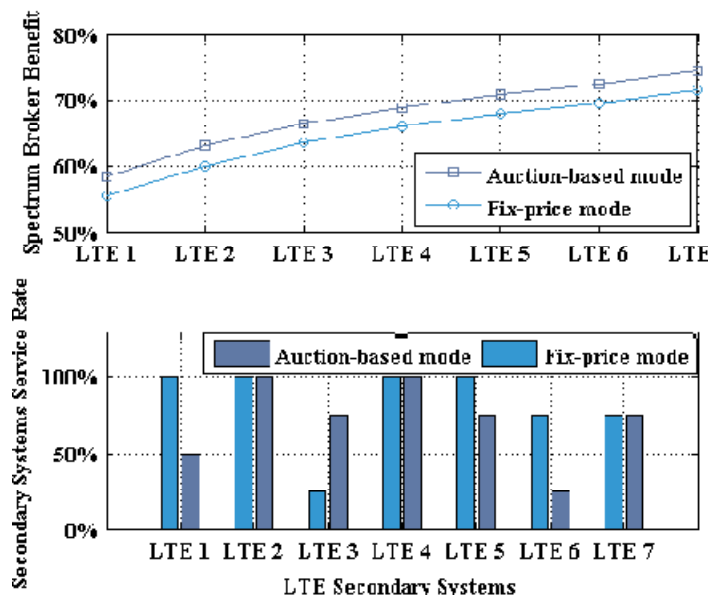 Spectrum Broker Benefit
80%
70%
60%
50%
Auction-based mode
Fix-price mode
LTE 1 LTE 2 LTE 3 LTE 4 LTE 5 LTE 6 LTE
Secondary Systems Service Rate
Auction-based mode Fix-price mode
100%
50%
0%
LTE 1 LTE 2 LTE 3 LTE 4 LTE 5 LTE 6 LTE 7
LTE Secondary Systems